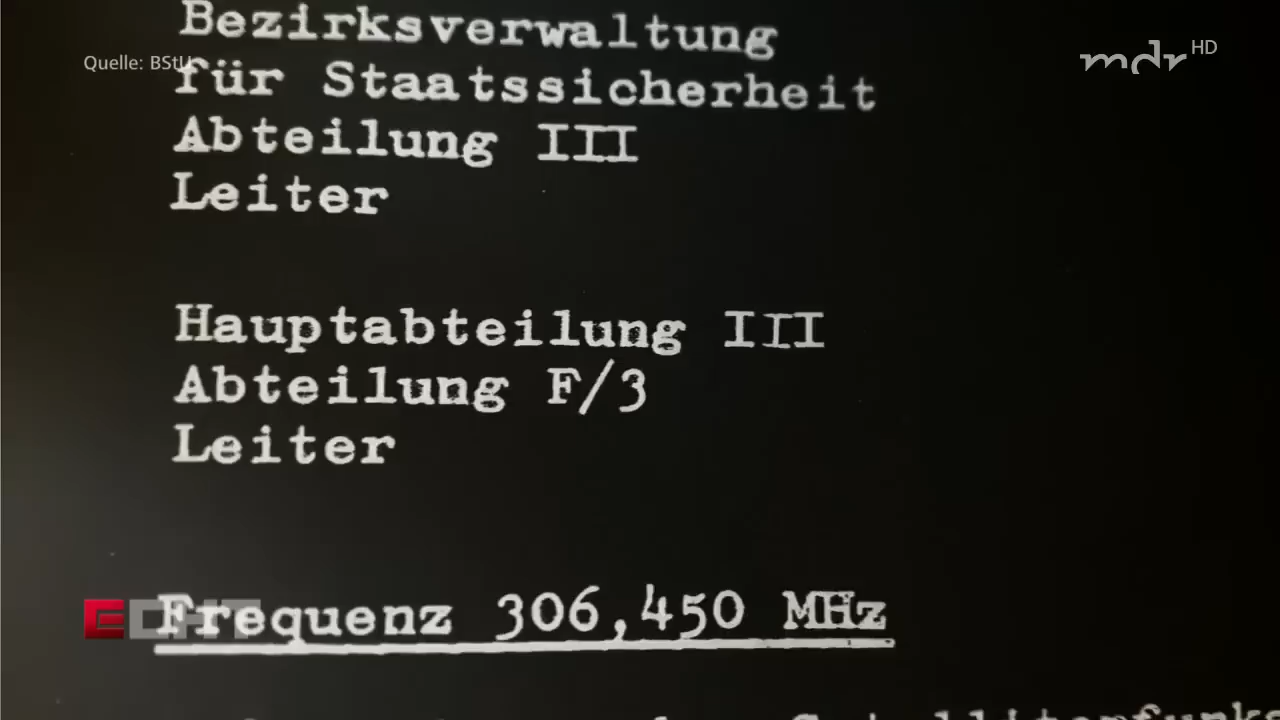 Bezirksverwaltung
Quelle: BStU
mdr HD
für Staatssicherheit
Abteilung III
Leiter
Hauptabteilung III
Abteilung F/3
Leiter
ECHT
Frequenz 306,450 MHz